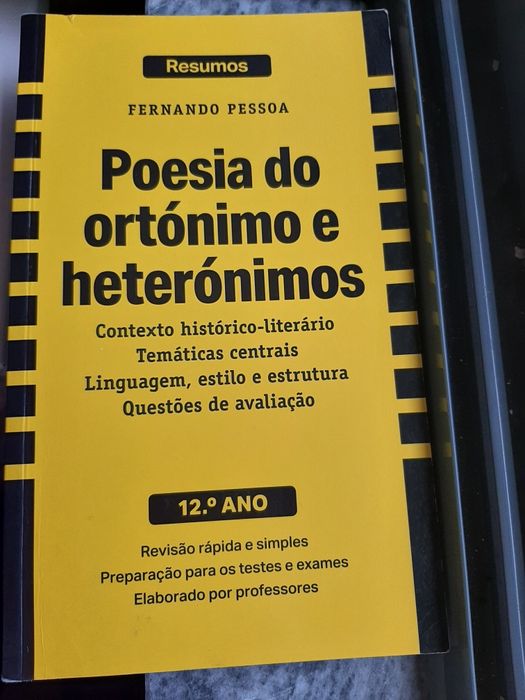 Resumos
FERNANDO PESSOA
Poesia do
ortónimo e
heterónimos
Contexto histórico-literário
Temáticas centrais
Linguagem, estilo e estrutura
Questões de avaliação
12.º ANO
Revisão rápida e simples
Preparação para os testes e exames
Elaborado por professores